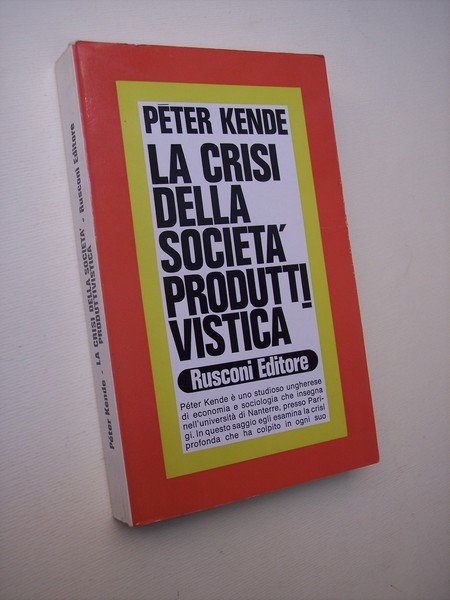 PÉTER KENDE
LA CRISI
DELLA
SOCIETÀ
PRODUTTI
VISTICA
Rusconi Editore
Péter Kende è uno studioso ungherese
di economia e sociologia che insegna
nell'università di Nanterre, presso Pari-
gi. In questo saggio egli esamina la crisi
profonda che ha colpito in ogni suo
Péter Kende - LA CRISI DELLA SOCIETA' - Rusconi Editore
PRODUTTIVISTICA